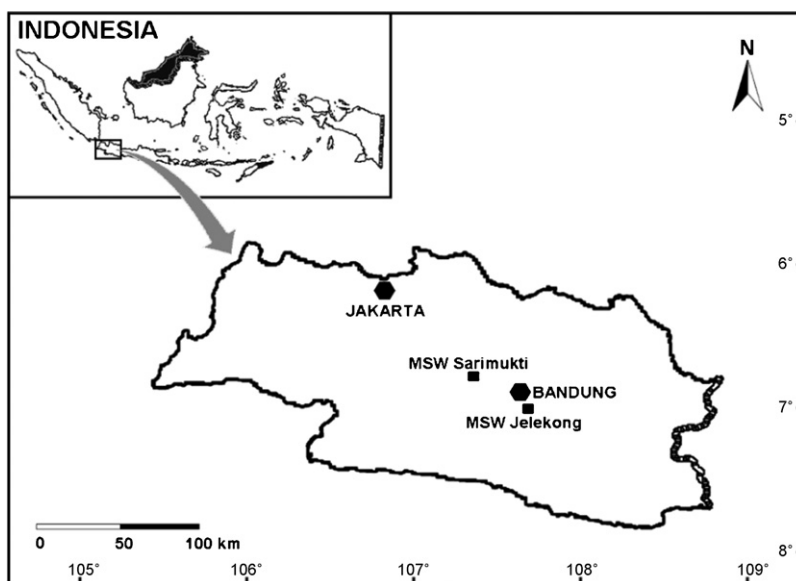 INDONESIA
N
5°
6°
JAKARTA
MSW Sarimukti
BANDUNG
7°
MSW Jelekong
0 50 100 km
8°
105° 106° 107° 108° 109°